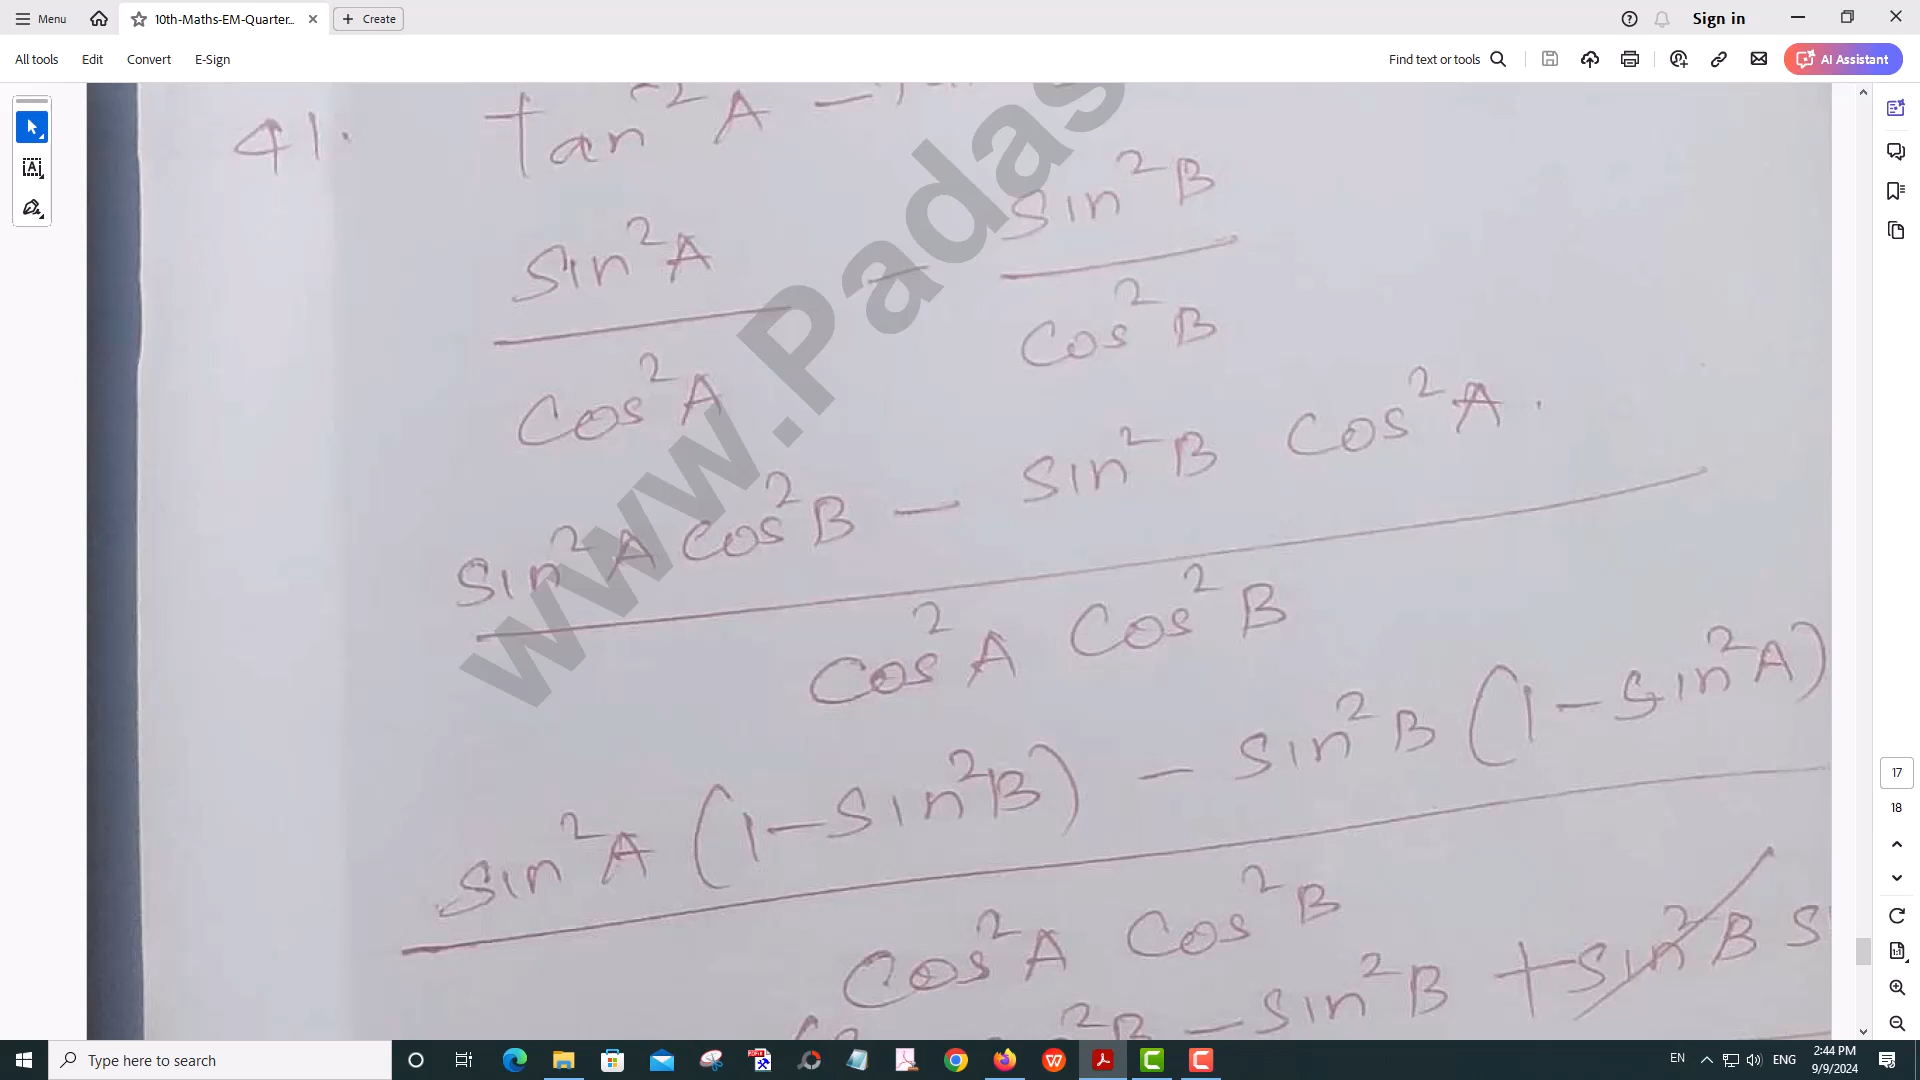 Menu 10th-Maths-EM-Quarter... Create Sign in
All tools Edit Convert E-Sign Find text or tools AI Assistant
41. tan²A –
sin²A – sin²B
cos²A cos²B
sin²A cos²B – sin²B cos²A.
cos²A cos²B
sin²A (1–sin²B) – sin²B (1–sin²A)
cos²A cos²B
²B – sin²B + sin²B S
www.Padas
17
18
Type here to search
EN ENG 2:44 PM
9/9/2024